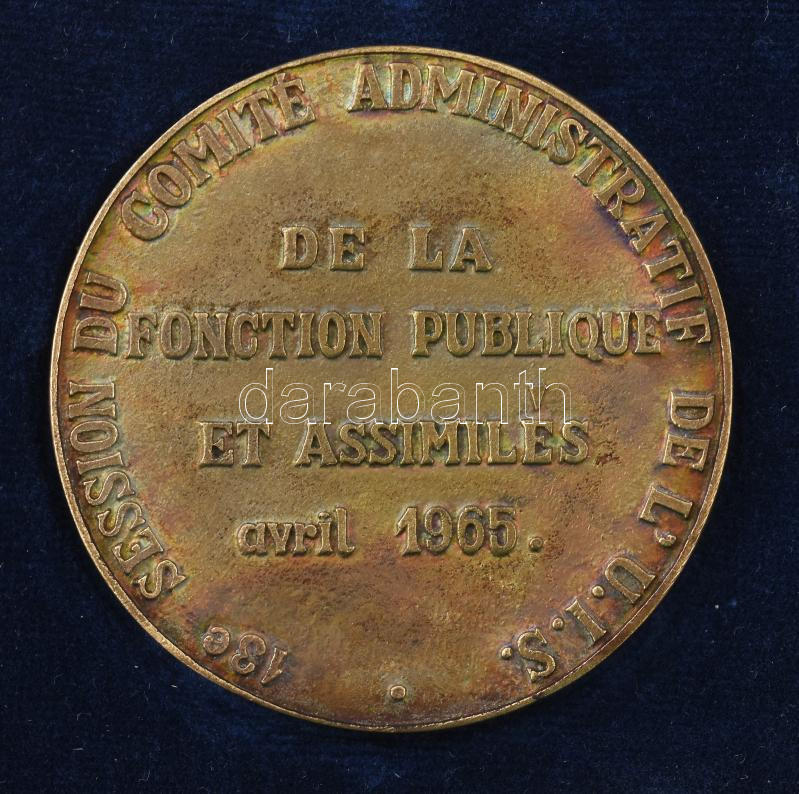 13e SESSION DU COMITÉ ADMINISTRATIF DE L'U.I.S.
DE LA
FONCTION PUBLIQUE
ET ASSIMILES
avril 1965.
darabanth